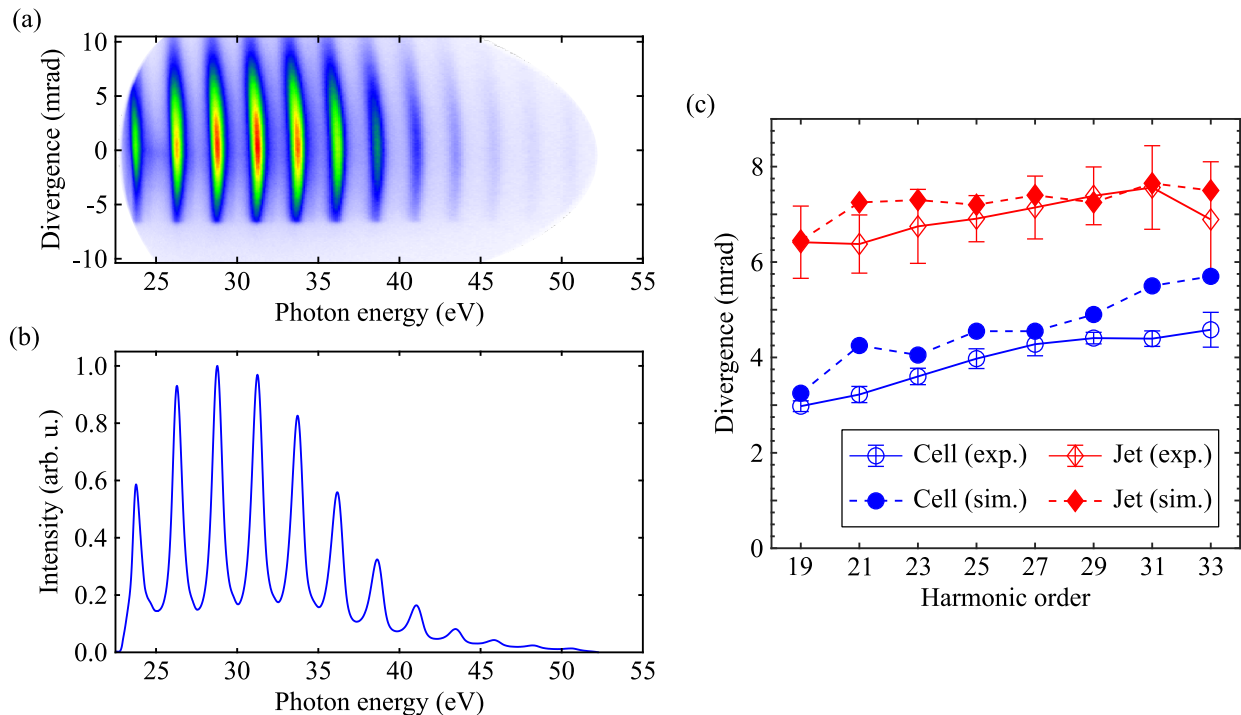 (a)
Divergence (mrad)
10
5
0
-5
-10
25 30 35 40 45 50 55
Photon energy (eV)
(b)
Intensity (arb. u.)
1.0
0.8
0.6
0.4
0.2
0.0
25 30 35 40 45 50 55
Photon energy (eV)
(c)
Divergence (mrad)
8
6
4
2
0
Cell (exp.) Jet (exp.)
Cell (sim.) Jet (sim.)
19 21 23 25 27 29 31 33
Harmonic order